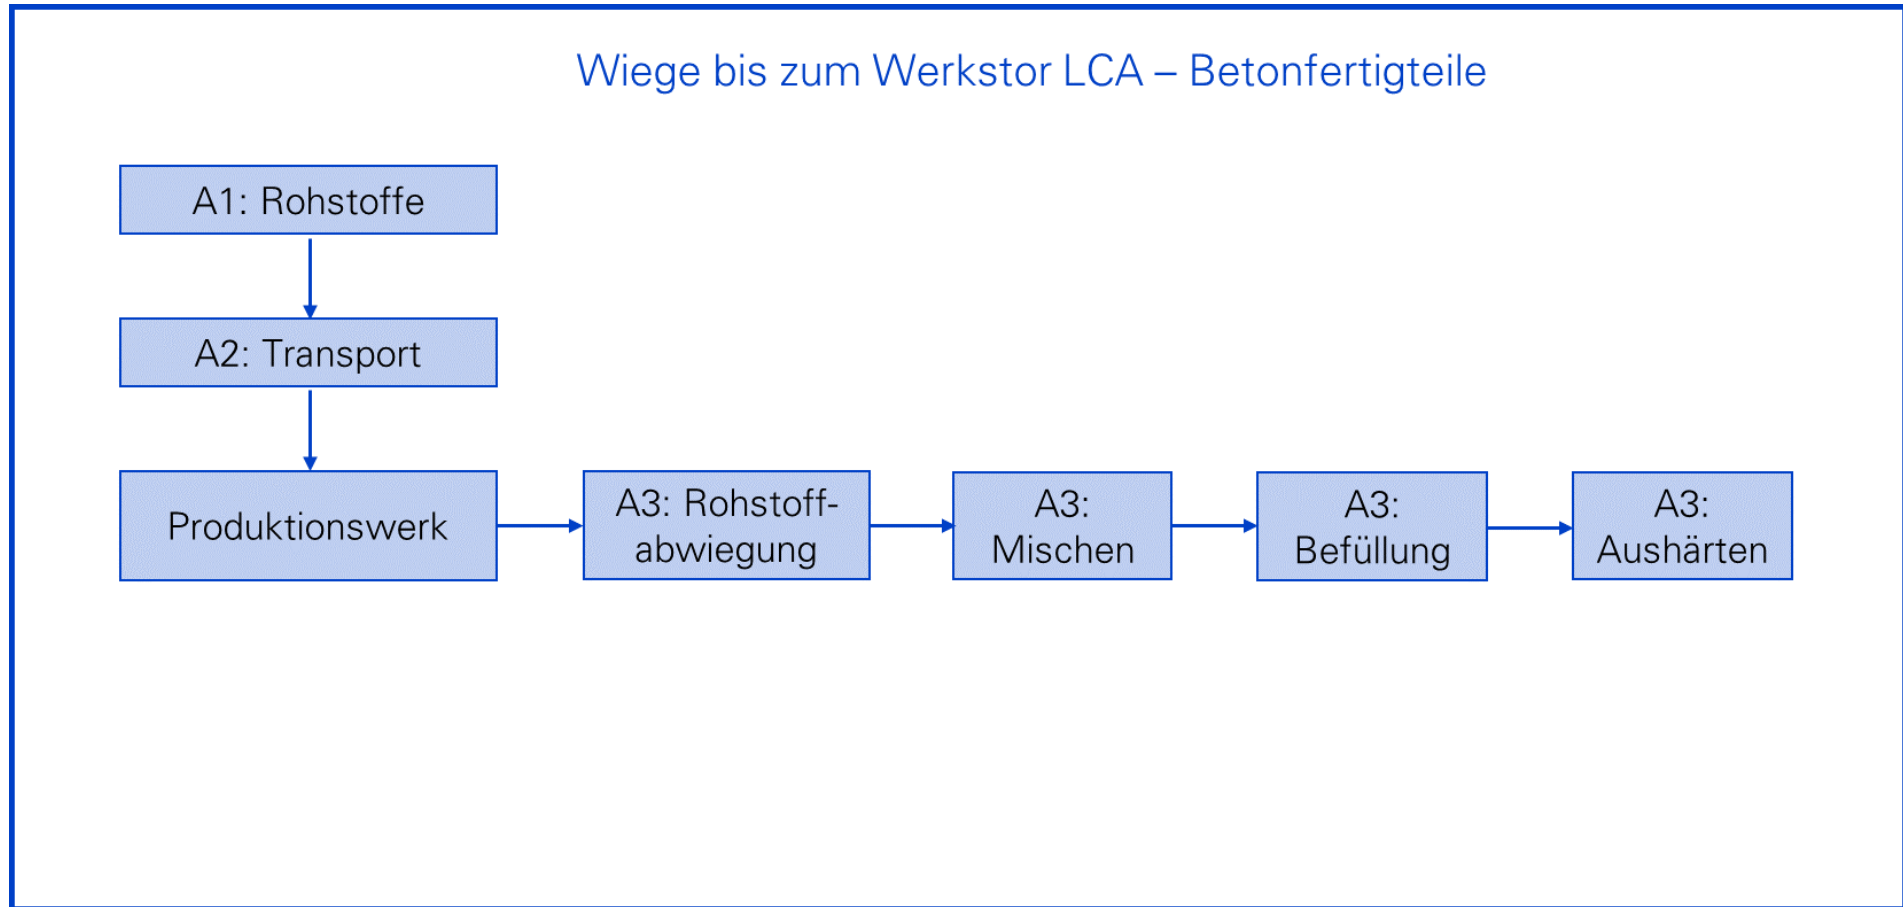 Wiege bis zum Werkstor LCA – Betonfertigteile
A1: Rohstoffe
A2: Transport
Produktionswerk
A3: Rohstoff-
abwiegung
A3:
Mischen
A3:
Befüllung
A3:
Aushärten